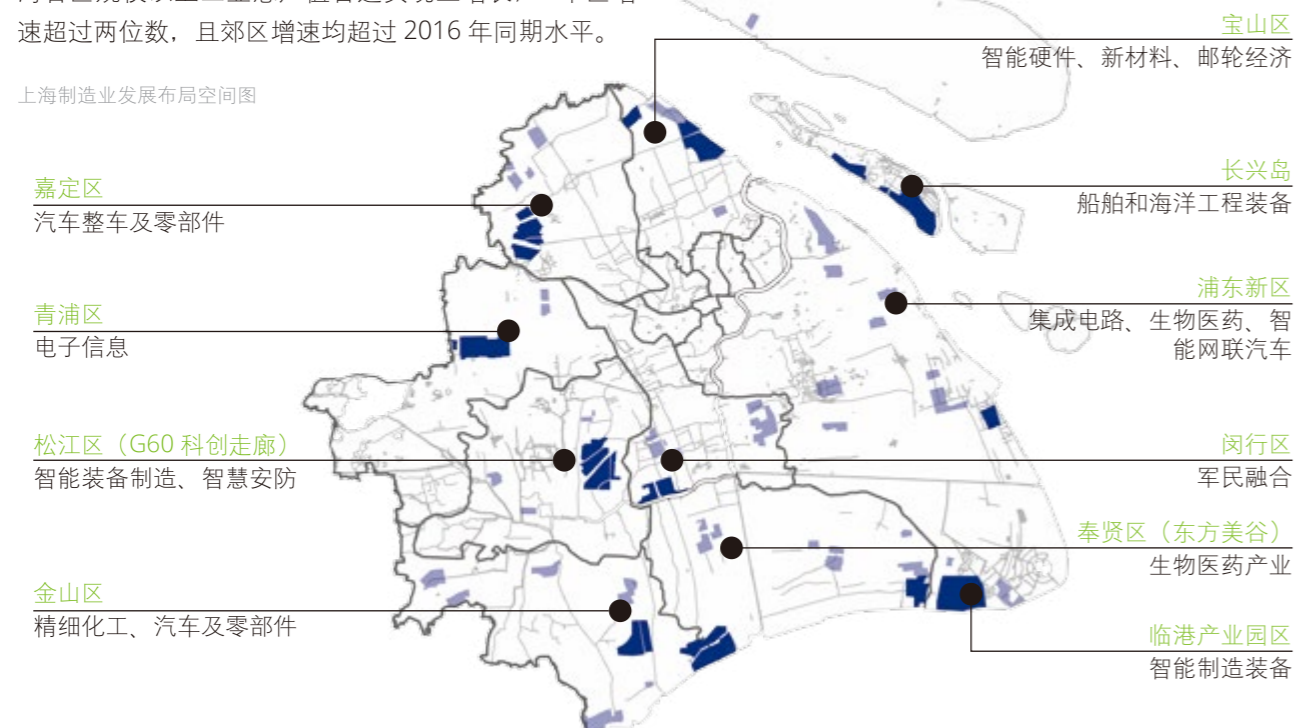 速超过两位数，且郊区增速均超过 2016 年同期水平。
上海制造业发展布局空间图
宝山区
智能硬件、新材料、邮轮经济
嘉定区
汽车整车及零部件
长兴岛
船舶和海洋工程装备
青浦区
电子信息
浦东新区
集成电路、生物医药、智
能网联汽车
松江区（G60 科创走廊）
智能装备制造、智慧安防
闵行区
军民融合
奉贤区（东方美谷）
生物医药产业
金山区
精细化工、汽车及零部件
临港产业园区
智能制造装备